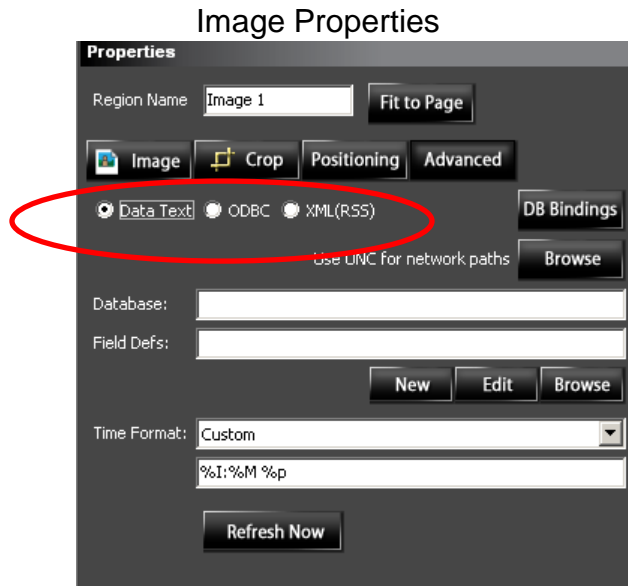 Image Properties
Properties
Region Name Image 1 Fit to Page
Image Crop Positioning Advanced
Data Text ODBC XML(RSS) DB Bindings
Use UNC for network paths Browse
Database:
Field Defs:
New Edit Browse
Time Format: Custom
%I:%M %p
Refresh Now